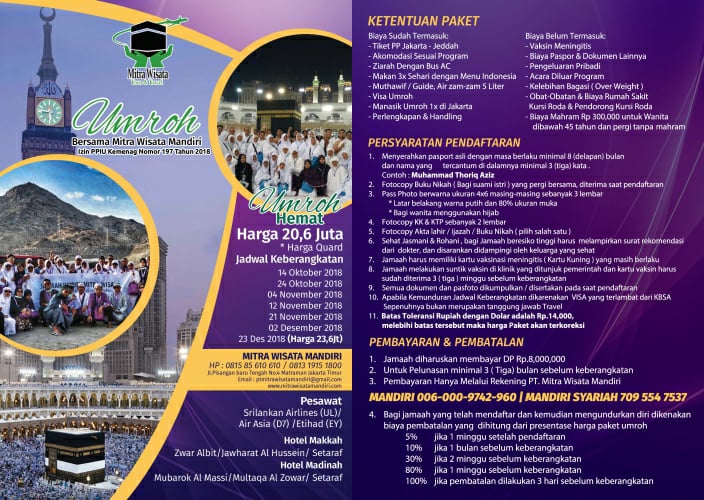 Mitra Wisata
Umroh
Bersama Mitra Wisata Mandiri
Izin PPIU Kemenag Nomor 197 Tahun 2018
Umroh
Hemat
Harga 20,6 Juta
* Harga Quard
Jadwal Keberangkatan
14 Oktober 2018
24 Oktober 2018
04 November 2018
12 November 2018
21 November 2018
02 Desember 2018
23 Des 2018 (Harga 23,6Jt)
MITRA WISATA MANDIRI
HP : 0815 85 610 610 / 0813 1915 1800
Jl.Pisangan baru Tengah No.4 Matraman Jakarta Timur
Email : ptmitrawisatamandiri@gmail.com
www.mitrawisatamandiri.com
Pesawat
Srilankan Airlines (UL)/
Air Asia (D7) /Etihad (EY)
Hotel Makkah
Zwar Albit/Jawharat Al Hussein/ Setaraf
Hotel Madinah
Mubarok Al Massi/Multaqa Al Zowar/ Setaraf
KETENTUAN PAKET
Biaya Sudah Termasuk:
- Tiket PP Jakarta - Jeddah
- Akomodasi Sesuai Program
- Ziarah Dengan Bus AC
- Makan 3x Sehari dengan Menu Indonesia
- Muthawif / Guide, Air zam-zam 5 Liter
- Visa Umroh
- Manasik Umroh 1x di Jakarta
- Perlengkapan & Handling
Biaya Belum Termasuk:
- Vaksin Meningitis
- Biaya Paspor & Dokumen Lainnya
- Pengeluaran Pribadi
- Acara Diluar Program
- Kelebihan Bagasi ( Over Weight )
- Obat-Obatan & Biaya Rumah Sakit
Kursi Roda & Pendorong Kursi Roda
- Biaya Mahram Rp 300,000 untuk Wanita
dibawah 45 tahun dan pergi tanpa mahram
PERSYARATAN PENDAFTARAN
1. Menyerahkan pasport asli dengan masa berlaku minimal 8 (delapan) bulan
dan nama yang tercantum di dalamnya minimal 3 (tiga) kata .
Contoh : Muhammad Thoriq Aziz
2. Fotocopy Buku Nikah ( Bagi suami istri ) yang pergi bersama, diterima saat pendaftaran
3. Pass Photo berwarna ukuran 4x6 masing-masing sebanyak 3 lembar
* Latar belakang warna putih dan 80% ukuran muka
* Bagi wanita menggunakan hijab
4. Fotocopy KK & KTP sebanyak 2 lembar
5. Fotocopy Akta lahir / ijazah / Buku Nikah ( pilih salah satu )
6. Sehat Jasmani & Rohani , bagi Jamaah beresiko tinggi harus melampirkan surat rekomendasi
dari dokter, dan disarankan didampingi oleh keluarga yang sehat
7. Jamaah harus memiliki kartu vaksinasi meningitis ( Kartu Kuning ) yang masih berlaku
8. Jamaah melakukan suntik vaksin di klinik yang ditunjuk pemerintah dan kartu vaksin harus
sudah diterima 3 ( tiga ) minggu sebelum keberangkatan
9. Semua dokumen dan pasfoto dikumpulkan / disertakan pada saat pendaftaran
10. Apabila Kemunduran Jadwal Keberangkatan dikarenakan VISA yang terlambat dari KBSA
Sepenuhnya bukan merupakan tanggung jawab Travel
11. Batas Toleransi Rupiah dengan Dolar adalah Rp.14,000,
melebihi batas tersebut maka harga Paket akan terkoreksi
PEMBAYARAN & PEMBATALAN
1. Jamaah diharuskan membayar DP Rp.8,000,000
2. Untuk Pelunasan minimal 3 ( Tiga) bulan sebelum keberangkatan
3. Pembayaran Hanya Melalui Rekening PT. Mitra Wisata Mandiri
MANDIRI 006-000-9742-960 | MANDIRI SYARIAH 709 554 7537
4. Bagi jamaah yang telah mendaftar dan kemudian mengundurkan diri dikenakan
biaya pembatalan yang dihitung dari presentase harga paket umroh
5% jika 1 minggu setelah pendaftaran
10% jika 1 bulan sebelum keberangkatan
30% jika 2 minggu sebelum keberangkatan
80% jika 1 minggu sebelum keberangkatan
100% jika pembatalan dilakukan 3 hari sebelum keberangkatan